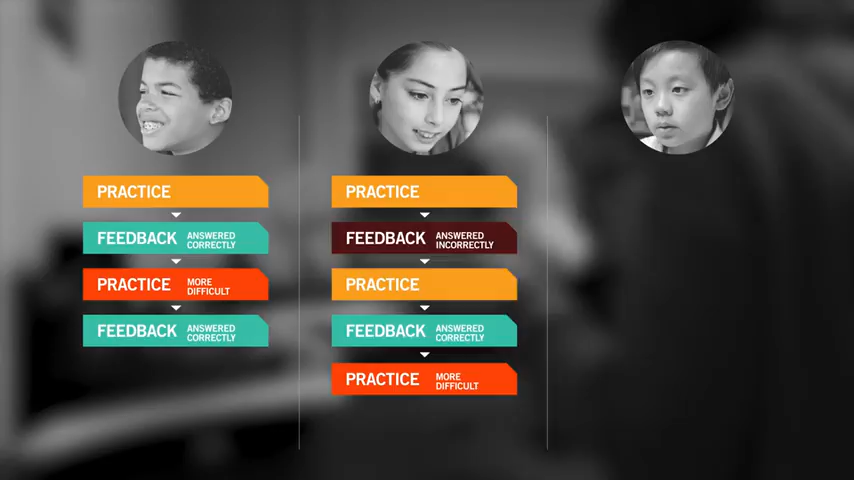 PRACTICE
FEEDBACK ANSWERED
CORRECTLY
PRACTICE MORE
DIFFICULT
FEEDBACK ANSWERED
CORRECTLY
PRACTICE
FEEDBACK ANSWERED
INCORRECTLY
PRACTICE
FEEDBACK ANSWERED
CORRECTLY
PRACTICE MORE
DIFFICULT